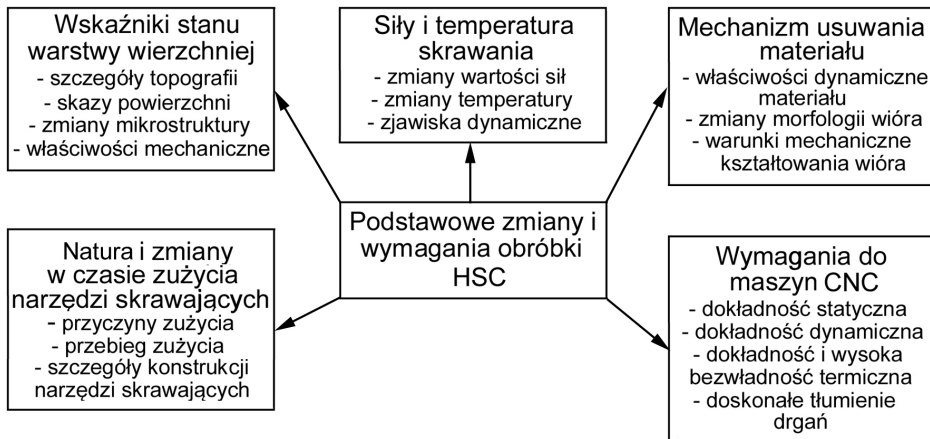 Wskaźniki stanu
warstwy wierzchniej
- szczegóły topografii
- skazy powierzchni
- zmiany mikrostruktury
- właściwości mechaniczne
Siły i temperatura
skrawania
- zmiany wartości sił
- zmiany temperatury
- zjawiska dynamiczne
Mechanizm usuwania
materiału
- właściwości dynamiczne
materiału
- zmiany morfologii wióra
- warunki mechaniczne
kształtowania wióra
Podstawowe zmiany i
wymagania obróbki
HSC
Natura i zmiany
w czasie zużycia
narzędzi skrawających
- przyczyny zużycia
- przebieg zużycia
- szczegóły konstrukcji
narzędzi skrawających
Wymagania do
maszyn CNC
- dokładność statyczna
- dokładność dynamiczna
- dokładność i wysoka
bezwładność termiczna
- doskonałe tłumienie
drgań